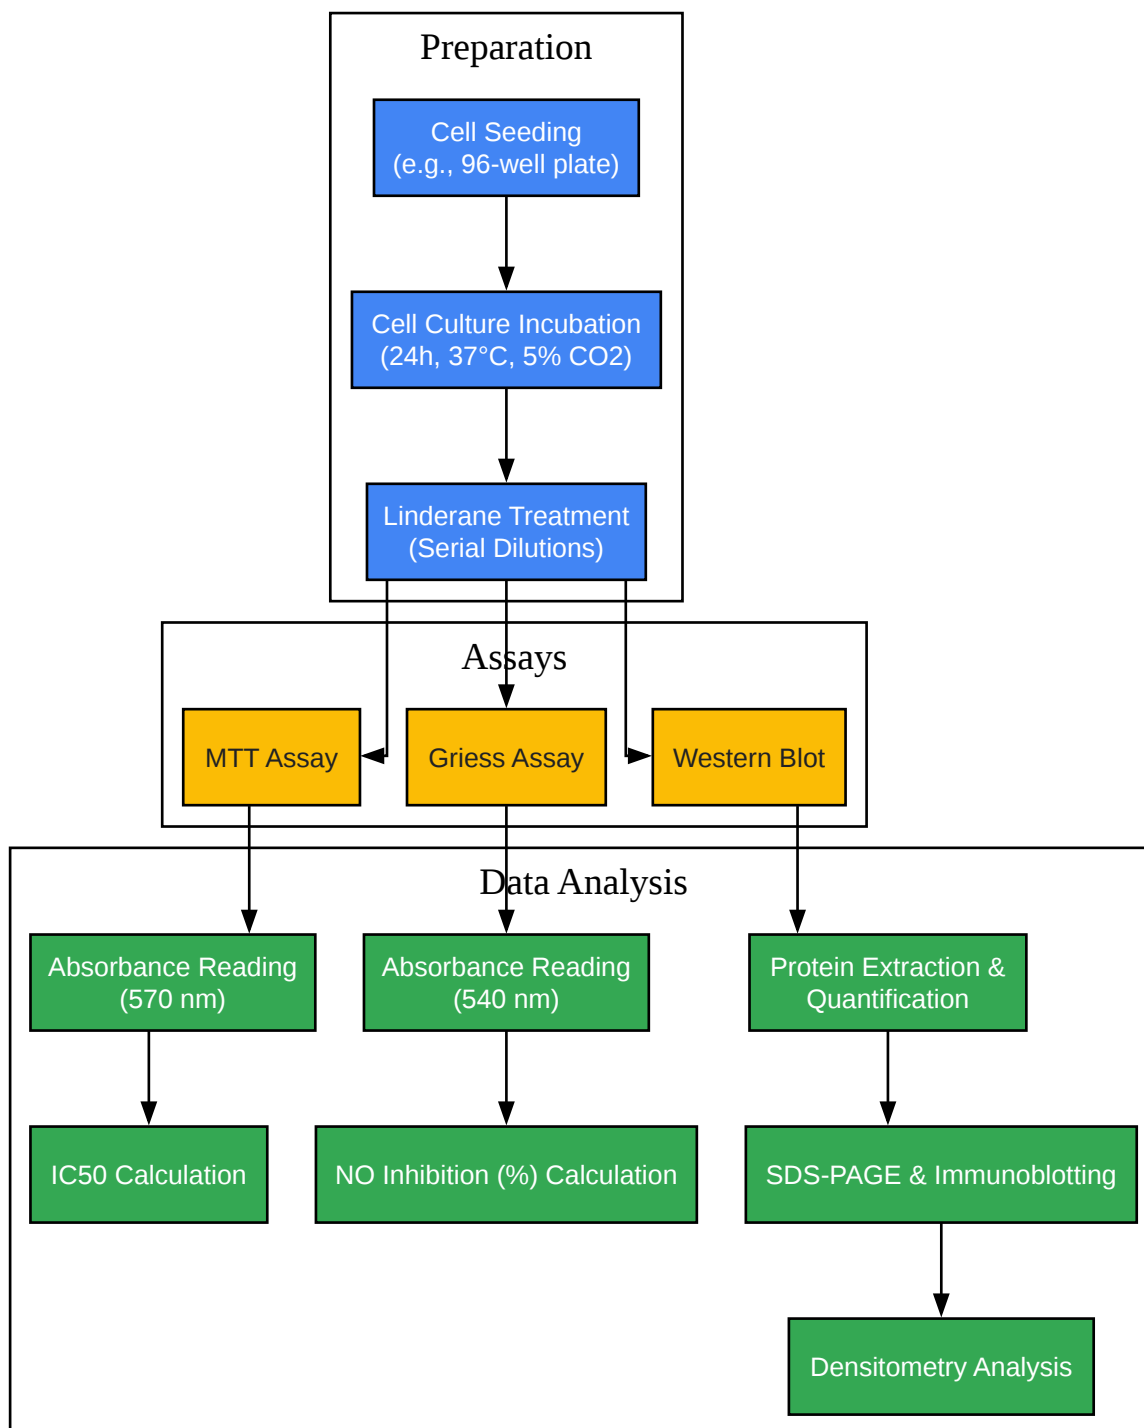 Preparation
Cell Seeding
(e.g., 96-well plate)
Cell Culture Incubation
(24h, 37°C, 5% CO2)
Linderane Treatment
(Serial Dilutions)
Assays
MTT Assay
Griess Assay
Western Blot
Data Analysis
Absorbance Reading
(570 nm)
Absorbance Reading
(540 nm)
Protein Extraction &
Quantification
IC50 Calculation
NO Inhibition (%) Calculation
SDS-PAGE & Immunoblotting
Densitometry Analysis